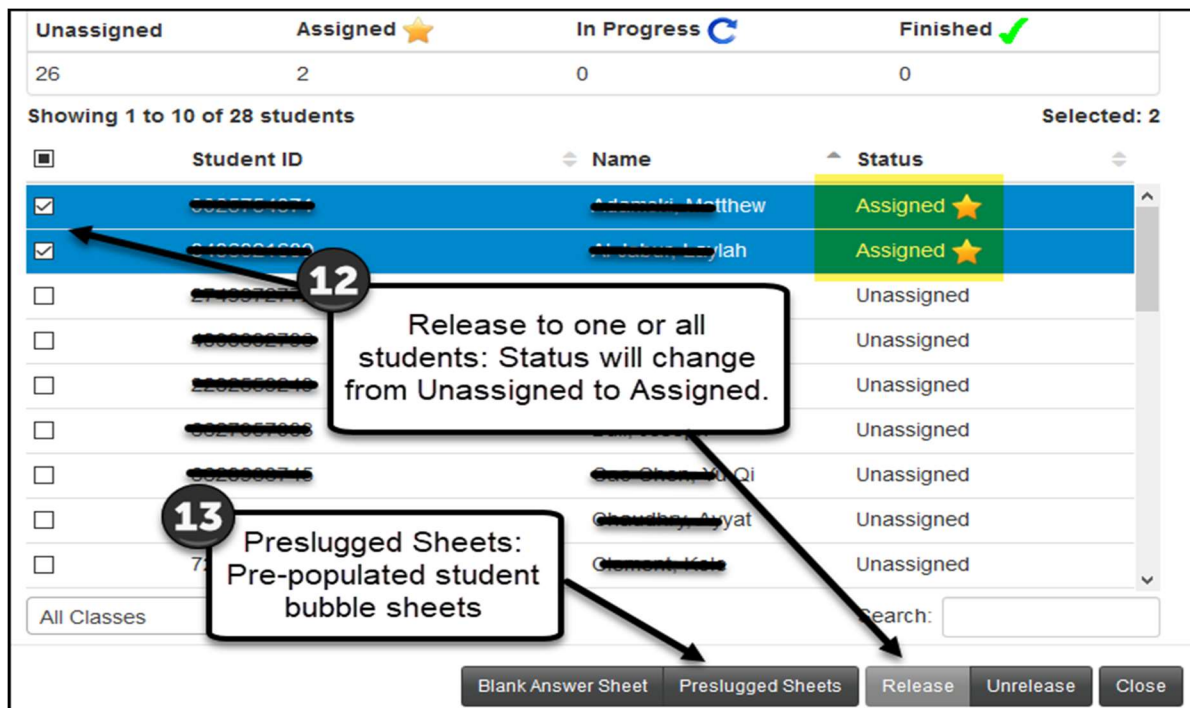 Unassigned Assigned In Progress Finished
26 2 0 0
Showing 1 to 10 of 28 students Selected: 2
Student ID Name Status
Assigned
Assigned
12
Unassigned
Release to one or all
students: Status will change
from Unassigned to Assigned.
Unassigned
Unassigned
Unassigned
Unassigned
13
Unassigned
Preslugged Sheets:
Pre-populated student
bubble sheets
Unassigned
All Classes Search:
Blank Answer Sheet Preslugged Sheets Release Unrelease Close